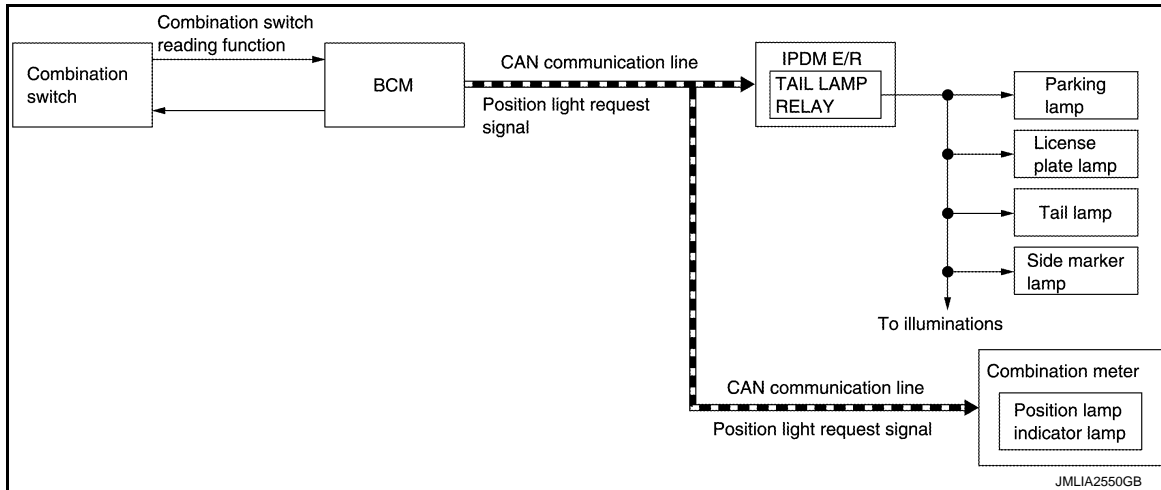 Combination switch
reading function
Combination
switch
BCM
CAN communication line
Position light request
signal
IPDM E/R
TAIL LAMP
RELAY
Parking
lamp
License
plate lamp
Tail lamp
Side marker
lamp
To illuminations
CAN communication line
Position light request signal
Combination meter
Position lamp
indicator lamp
JMLIA2550GB